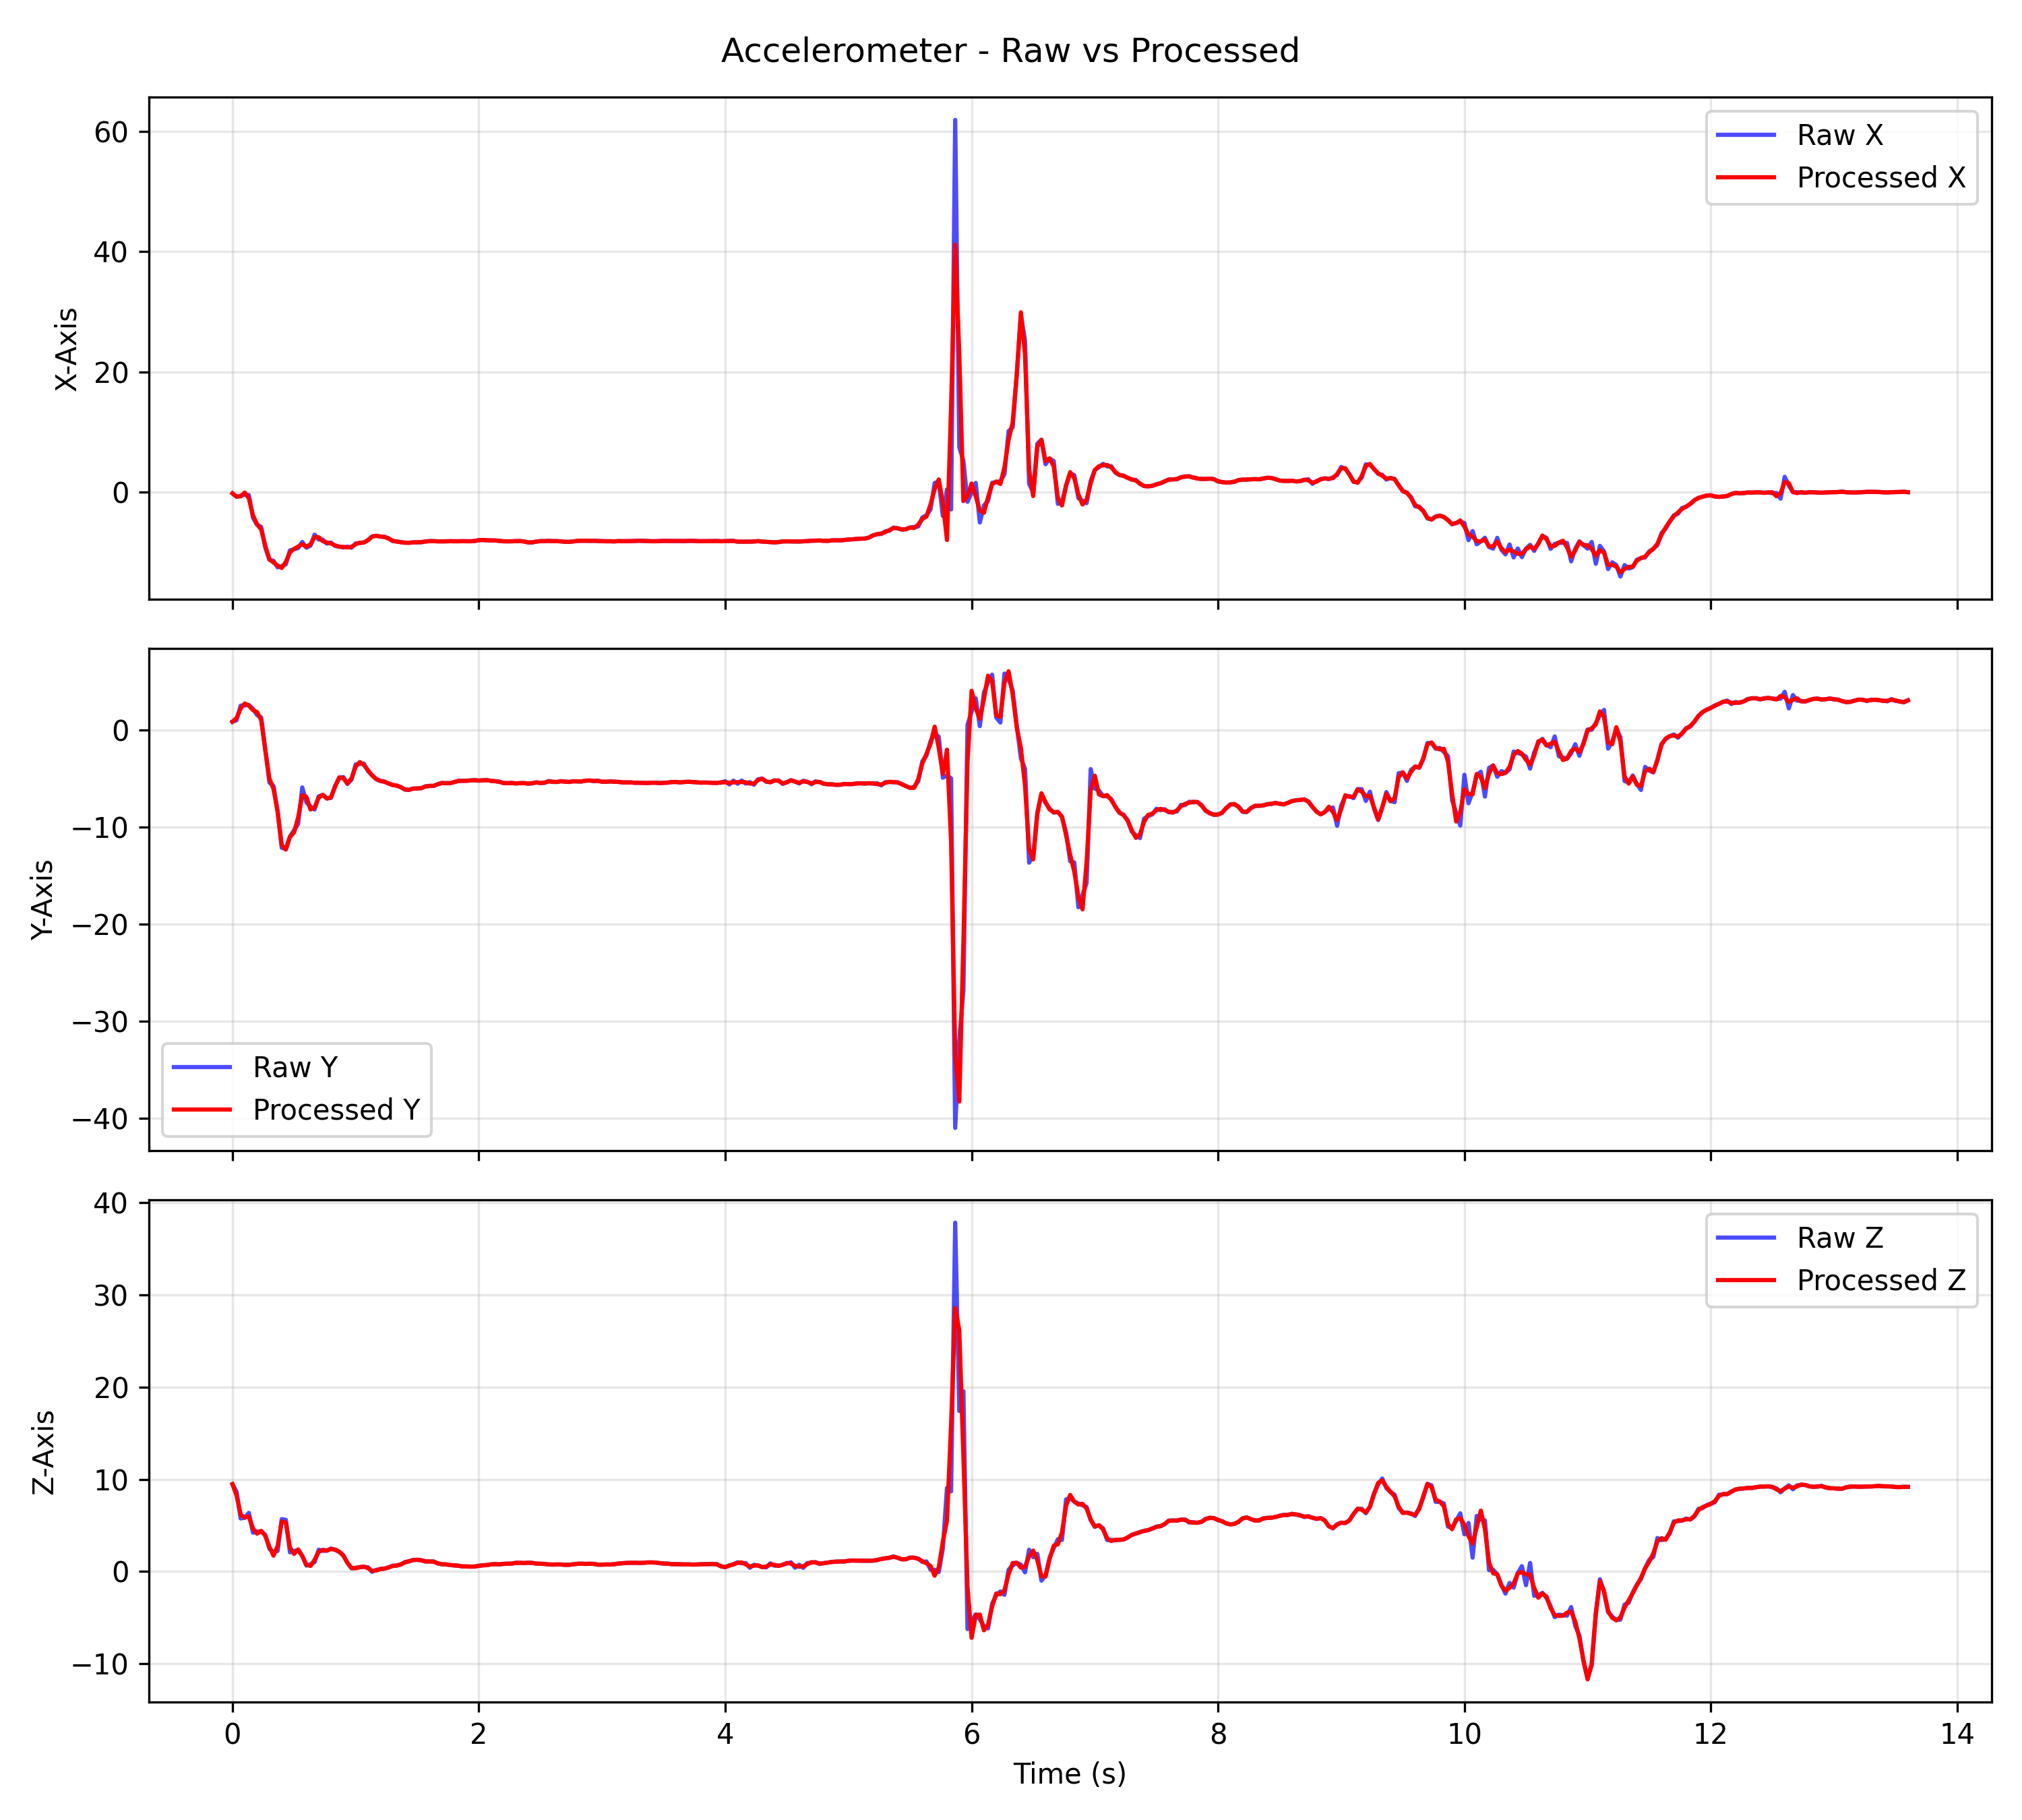 Accelerometer - Raw vs Processed
60
40
20
0
X-Axis
Raw X
Processed X
0
−10
−20
−30
−40
Y-Axis
Raw Y
Processed Y
40
30
20
10
0
−10
Z-Axis
Raw Z
Processed Z
0 2 4 6 8 10 12 14
Time (s)